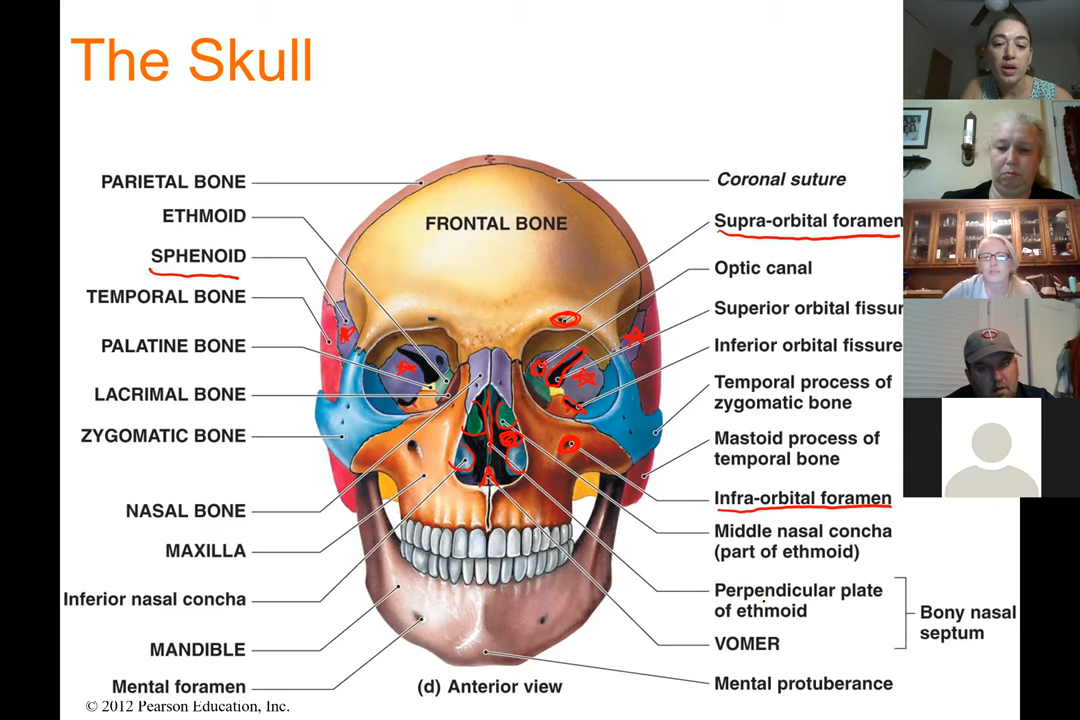 The Skull
PARIETAL BONE
ETHMOID
SPHENOID
TEMPORAL BONE
PALATINE BONE
LACRIMAL BONE
ZYGOMATIC BONE
NASAL BONE
MAXILLA
Inferior nasal concha
MANDIBLE
Mental foramen
© 2012 Pearson Education, Inc.
FRONTAL BONE
(d) Anterior view
Coronal suture
Supra-orbital foramen
Optic canal
Superior orbital fissur
Inferior orbital fissure
Temporal process of
zygomatic bone
Mastoid process of
temporal bone
Infra-orbital foramen
Middle nasal concha
(part of ethmoid)
Perpendicular plate
of ethmoid
VOMER
Bony nasal
septum
Mental protuberance